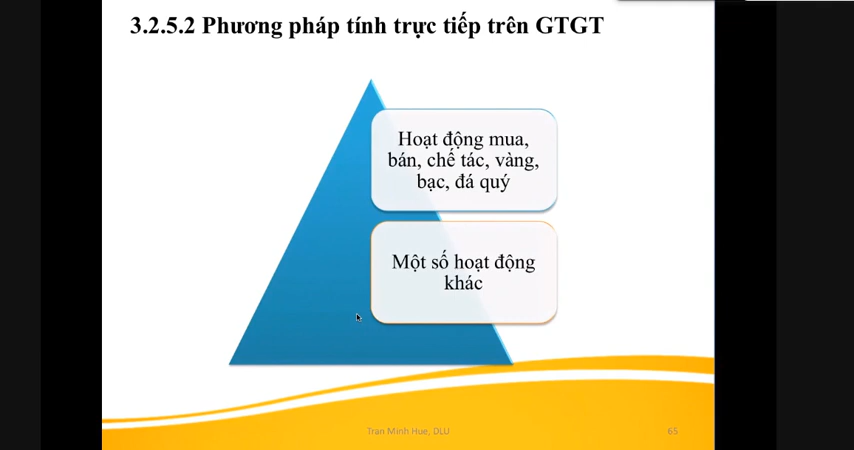 3.2.5.2 Phương pháp tính trực tiếp trên GTGT
Hoạt động mua,
bán, chế tác, vàng,
bạc, đá quý
Một số hoạt động
khác
Tran Minh Hue, DLU
65